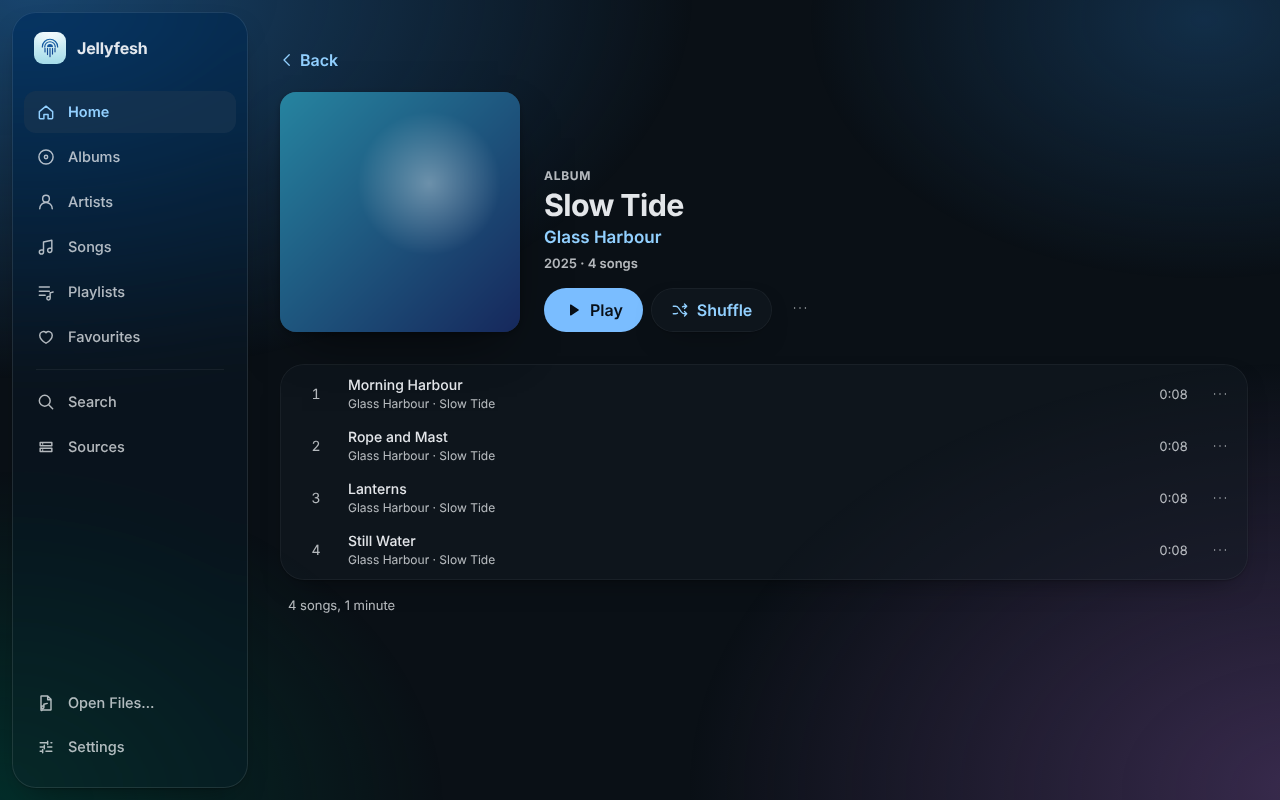 Jellyfesh
Home
Albums
Artists
Songs
Playlists
Favourites
Search
Sources
Open Files...
Settings
Back
ALBUM
Slow Tide
Glass Harbour
2025 · 4 songs
Play
Shuffle
···
1 Morning Harbour 0:08 ···
Glass Harbour · Slow Tide
2 Rope and Mast 0:08 ···
Glass Harbour · Slow Tide
3 Lanterns 0:08 ···
Glass Harbour · Slow Tide
4 Still Water 0:08 ···
Glass Harbour · Slow Tide
4 songs, 1 minute